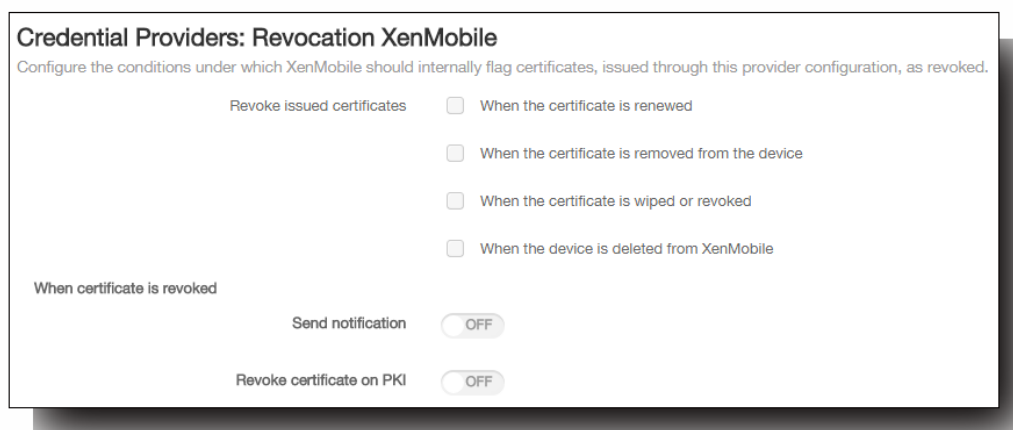 Credential Providers: Revocation XenMobile
Configure the conditions under which XenMobile should internally flag certificates, issued through this provider configuration, as revoked.
Revoke issued certificates When the certificate is renewed
When the certificate is removed from the device
When the certificate is wiped or revoked
When the device is deleted from XenMobile
When certificate is revoked
Send notification OFF
Revoke certificate on PKI OFF